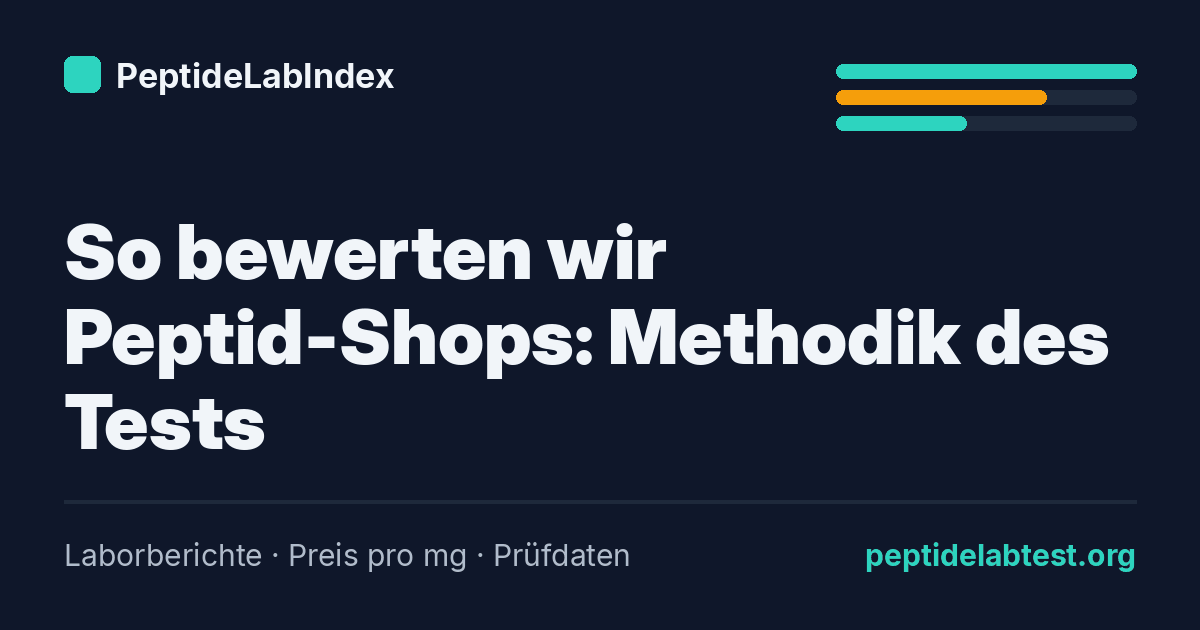 PeptideLabIndex
So bewerten wir
Peptid-Shops: Methodik des
Tests
Laborberichte · Preis pro mg · Prüfdaten
peptidelabtest.org